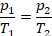 p₁/T₁ = p₂/T₂